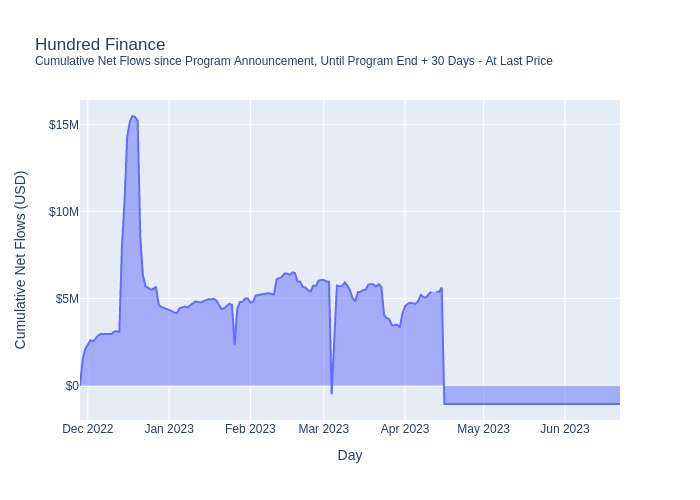 Hundred Finance
Cumulative Net Flows since Program Announcement, Until Program End + 30 Days - At Last Price
Cumulative Net Flows (USD)
$15M
$10M
$5M
$0
Dec 2022 Jan 2023 Feb 2023 Mar 2023 Apr 2023 May 2023 Jun 2023
Day